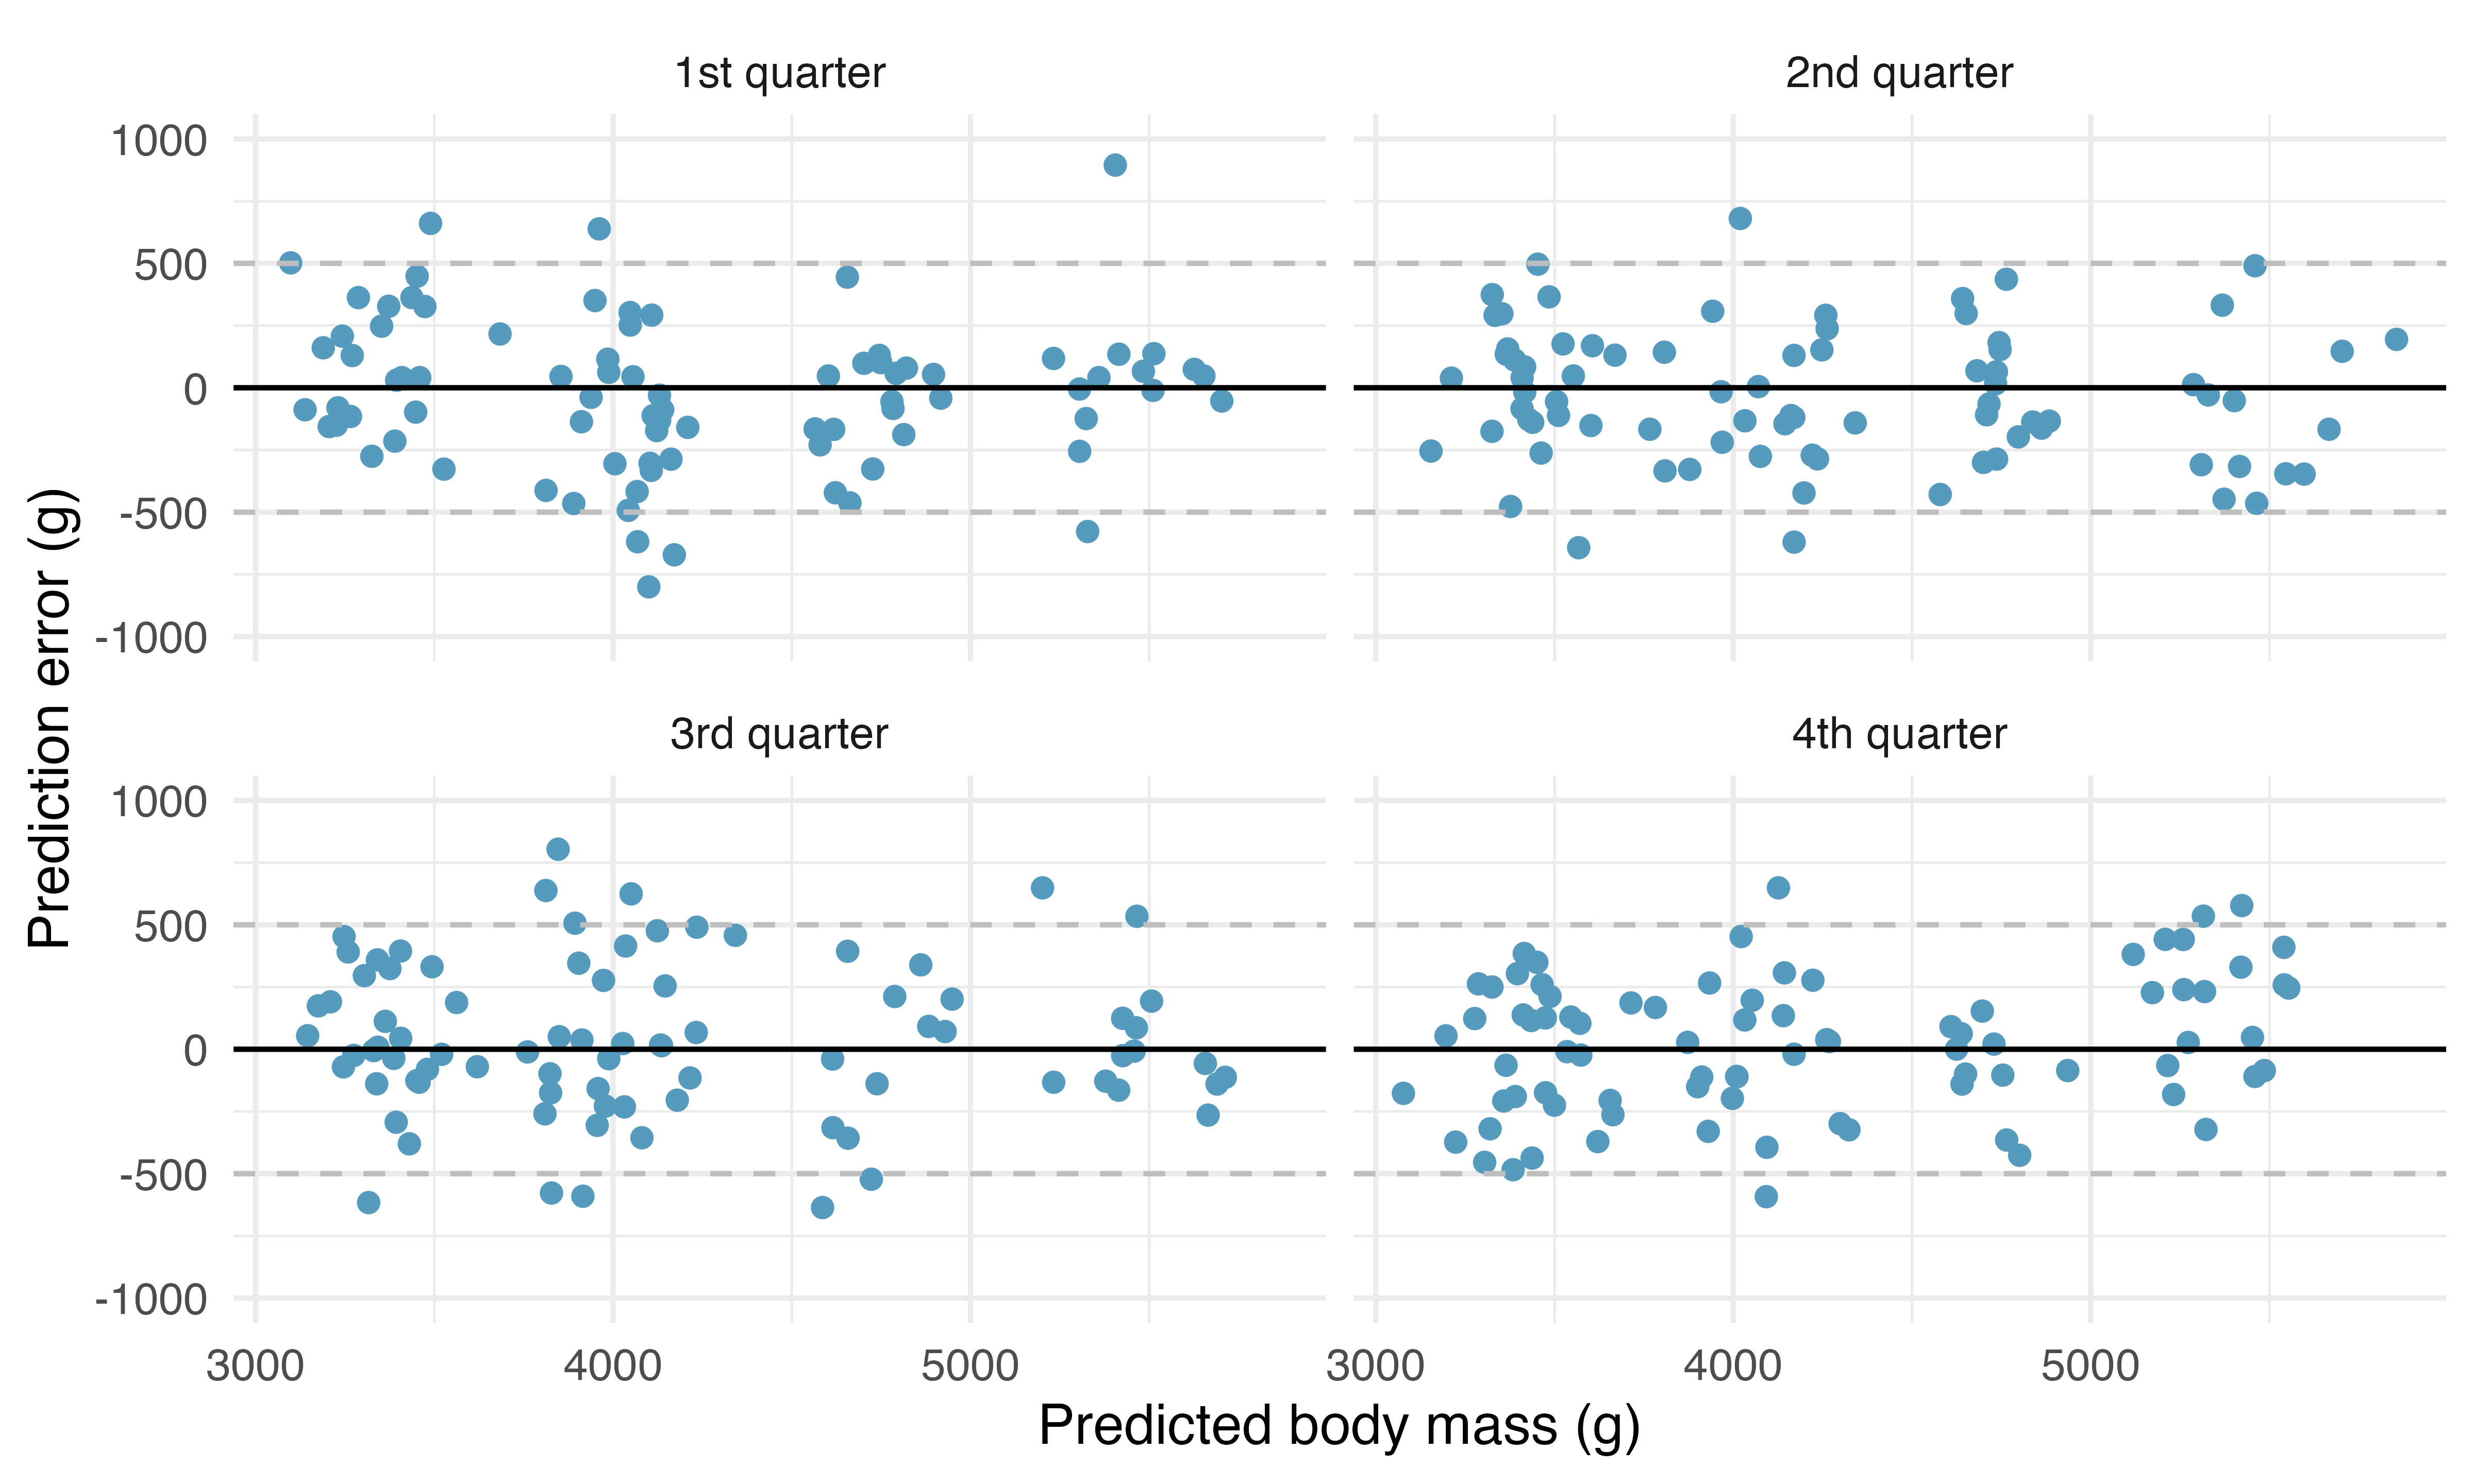 1st quarter
2nd quarter
1000
500
0
-500
-1000
3rd quarter
4th quarter
1000
500
0
-500
-1000
3000 4000 5000
3000 4000 5000
Predicted body mass (g)
Prediction error (g)